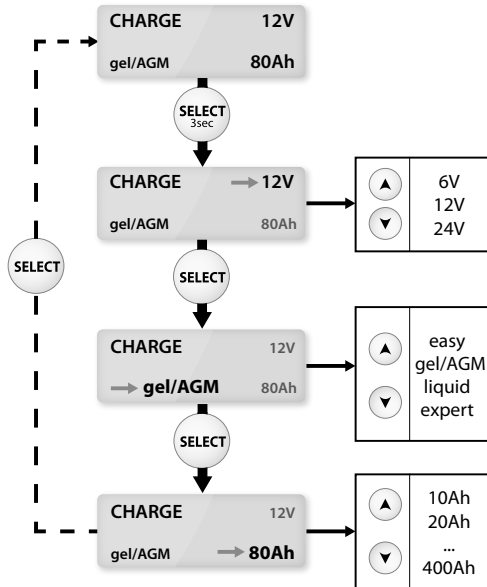 CHARGE 12V
gel/AGM 80Ah
SELECT
3sec
CHARGE 12V
gel/AGM 80Ah
6V
12V
24V
SELECT
SELECT
CHARGE 12V
gel/AGM 80Ah
easy
gel/AGM
liquid
expert
SELECT
CHARGE 12V
gel/AGM 80Ah
10Ah
20Ah
...
400Ah